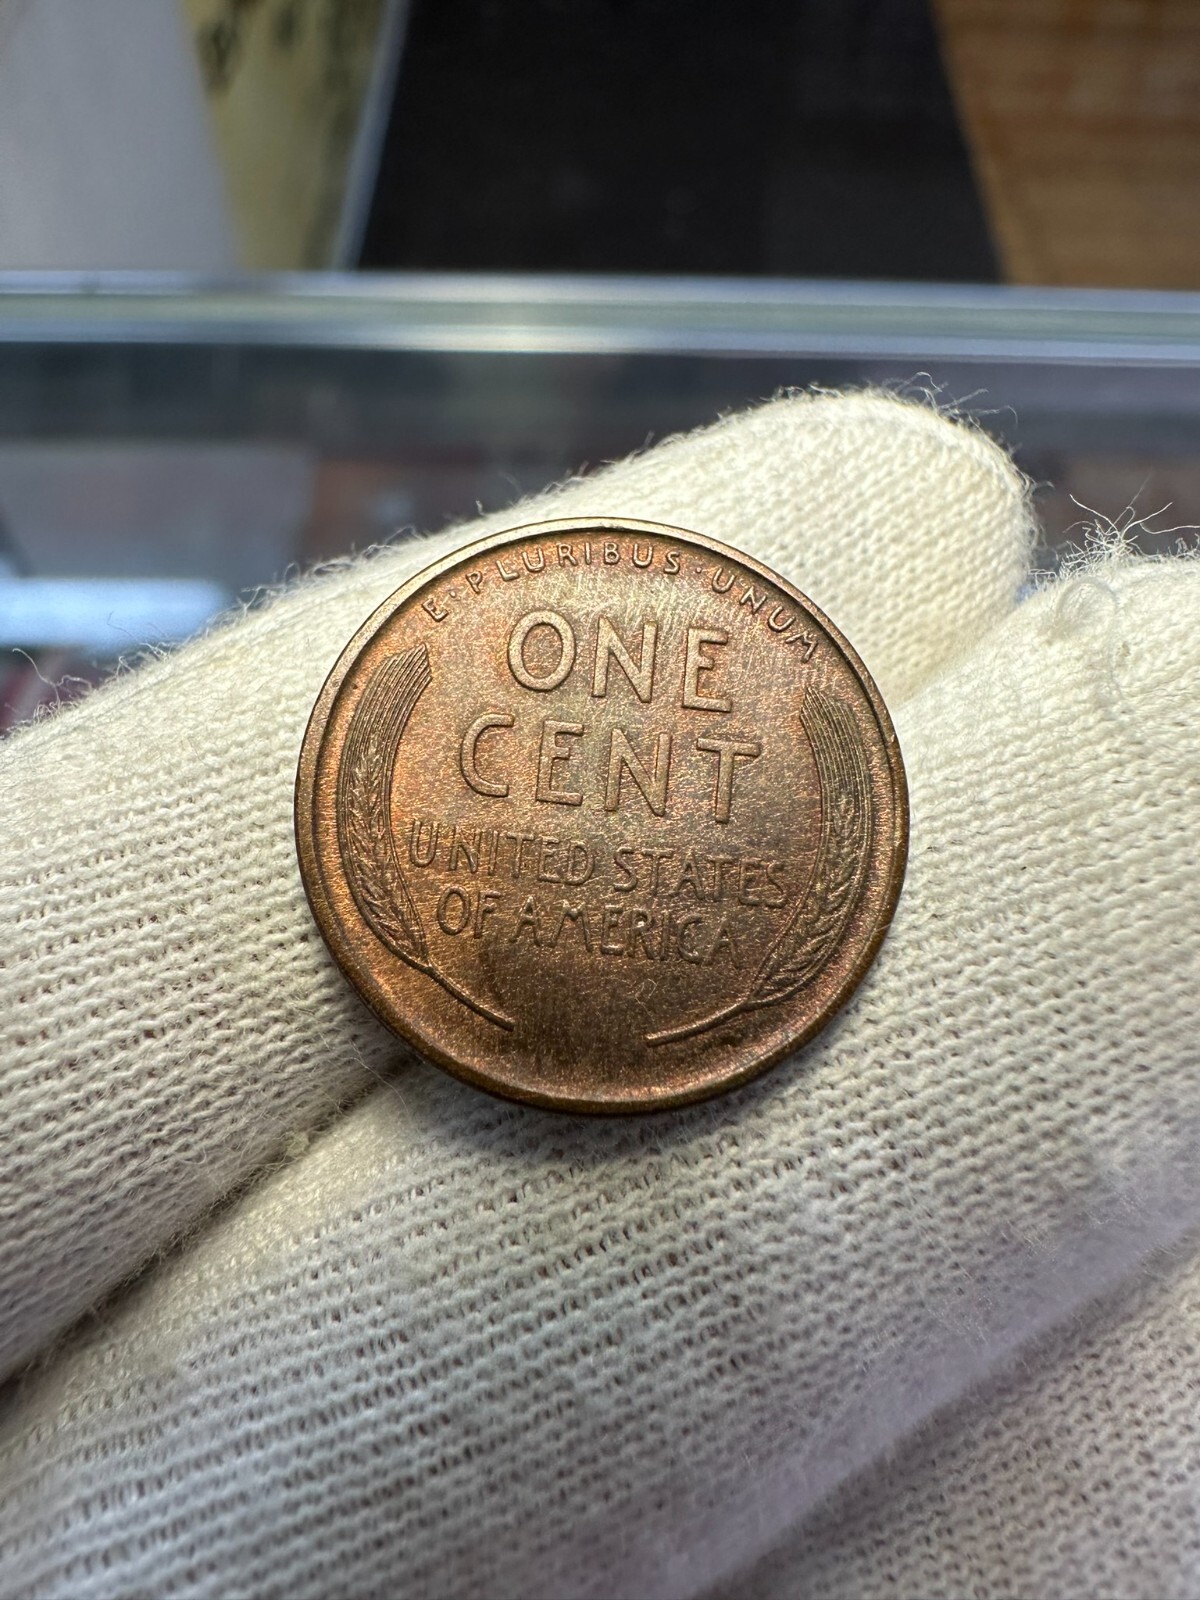 E·PLURIBUS·UNUM
ONE
CENT
UNITED STATES
OF AMERICA